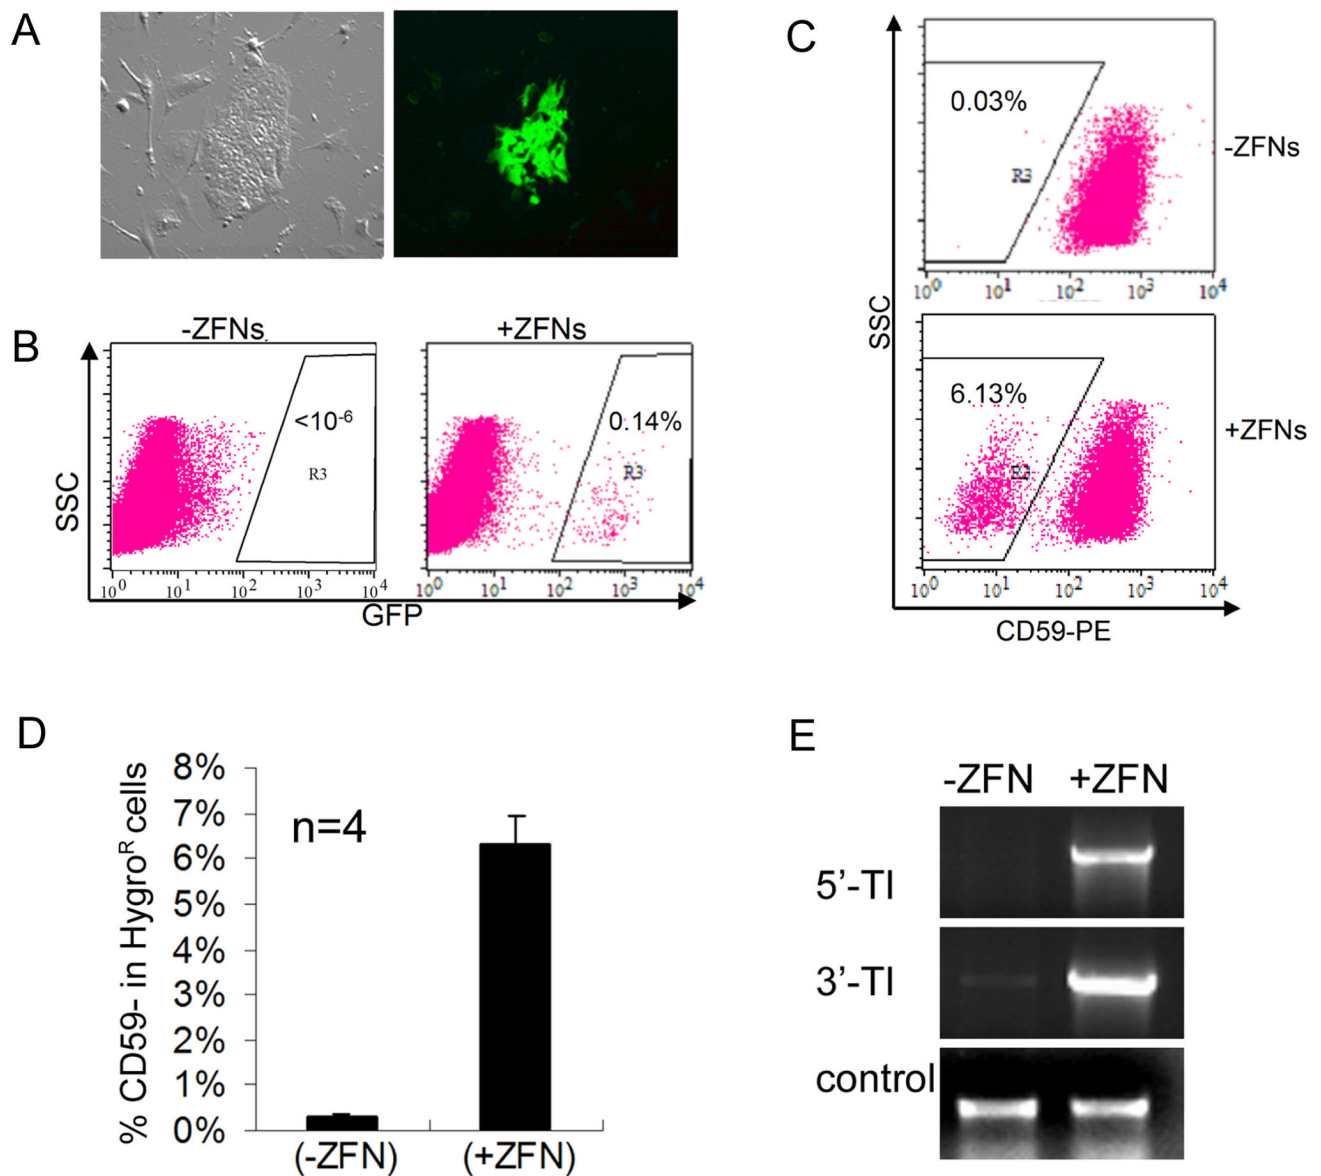 A
B
-ZFNs
+ZFNs
SSC
<10⁻⁶
R3
0.14%
R3
10⁰ 10¹ 10² 10³ 10⁴
10⁰ 10¹ 10² 10³ 10⁴
GFP
C
0.03%
R3
-ZFNs
10⁰ 10¹ 10² 10³ 10⁴
SSC
6.13%
R3
+ZFNs
10⁰ 10¹ 10² 10³ 10⁴
CD59-PE
D
% CD59- in Hygroᴿ cells
8%
7%
6%
5%
4%
3%
2%
1%
0%
n=4
(-ZFN) (+ZFN)
E
-ZFN +ZFN
5’-TI
3’-TI
control